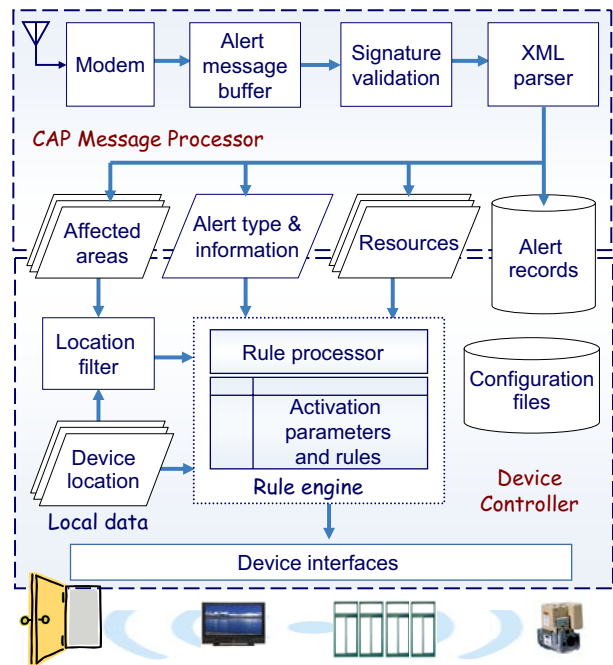 Modem
Alert
message
buffer
Signature
validation
XML
parser
CAP Message Processor
Affected
areas
Alert type &
information
Resources
Alert
records
Location
filter
Rule processor
Activation
parameters
and rules
Configuration
files
Device
location
Local data
Rule engine
Device
Controller
Device interfaces